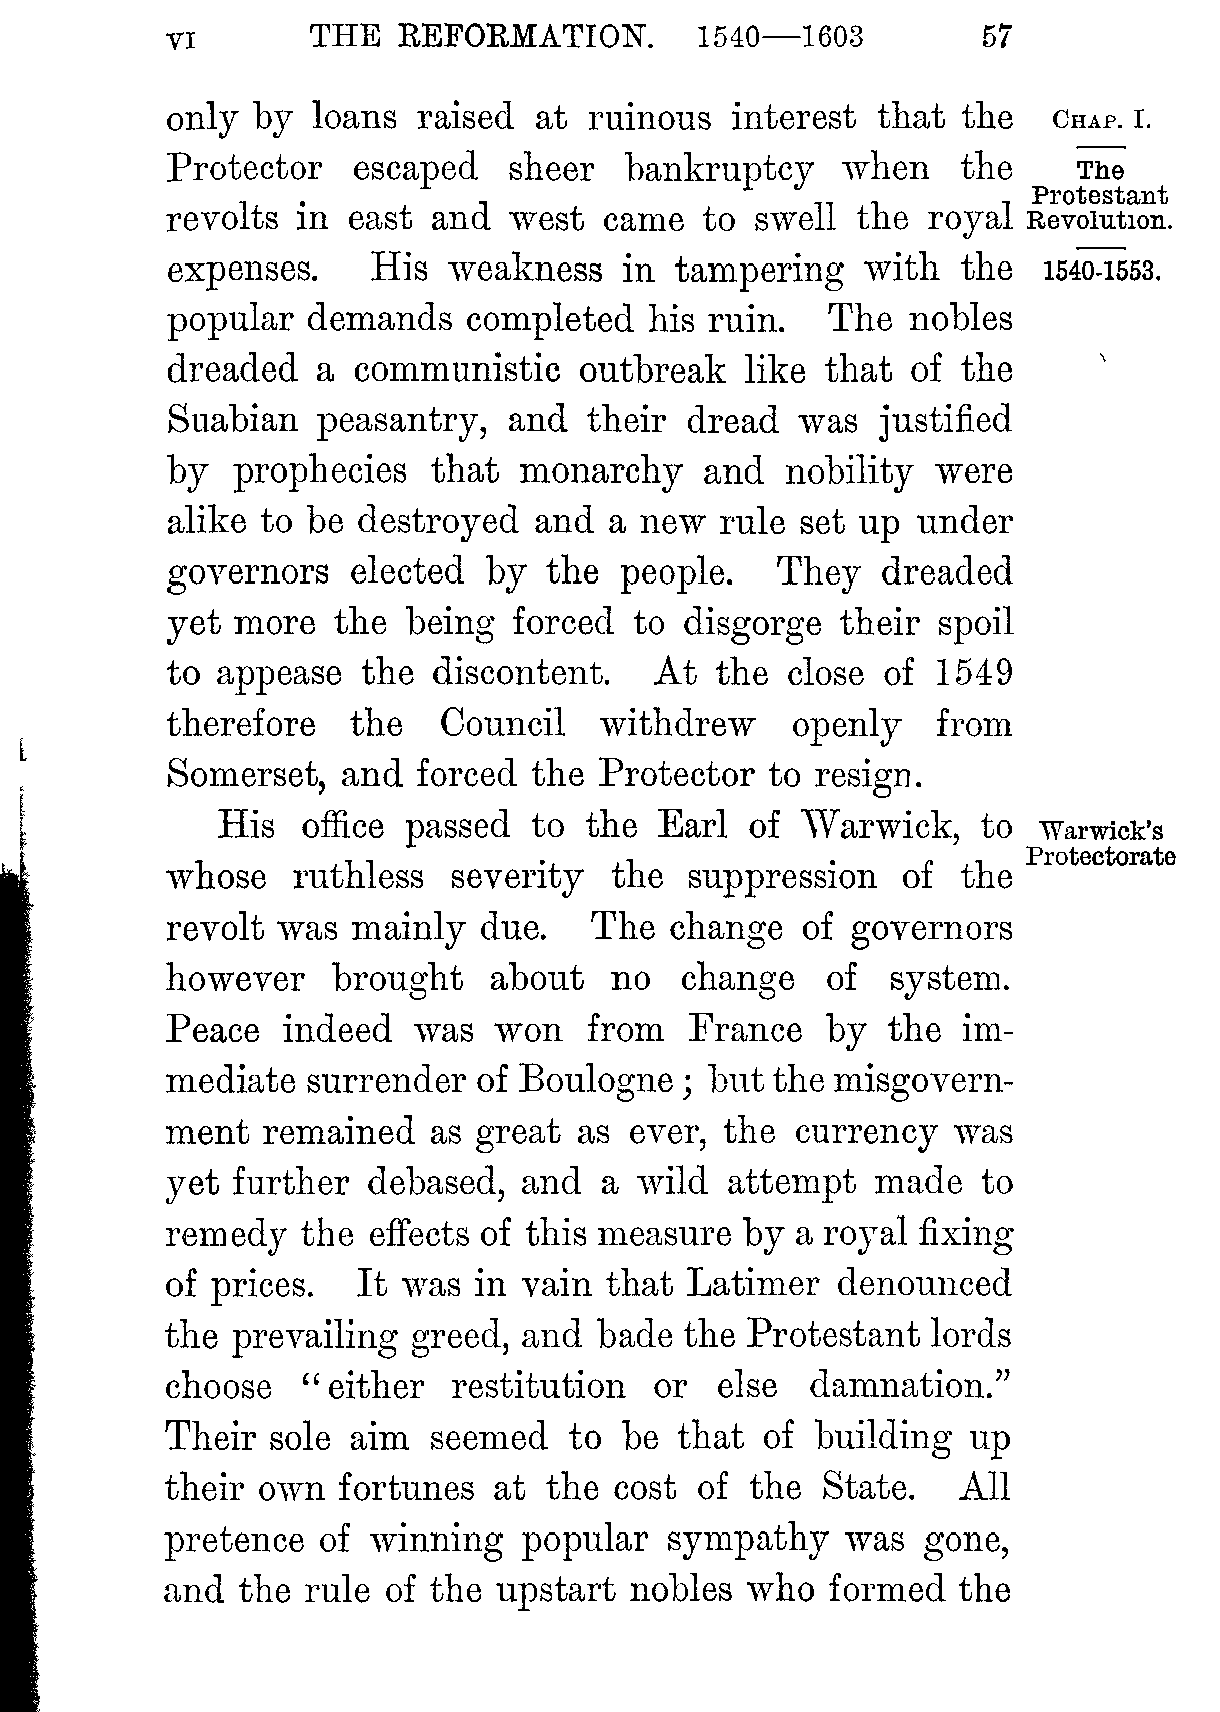 VI THE REFORMATION. 1540—1603 57
only by loans raised at ruinous interest that the
Protector escaped sheer bankruptcy when the
revolts in east and west came to swell the royal
expenses. His weakness in tampering with the
popular demands completed his ruin. The nobles
dreaded a communistic outbreak like that of the
Suabian peasantry, and their dread was justified
by prophecies that monarchy and nobility were
alike to be destroyed and a new rule set up under
governors elected by the people. They dreaded
yet more the being forced to disgorge their spoil
to appease the discontent. At the close of 1549
therefore the Council withdrew openly from
Somerset, and forced the Protector to resign.
His office passed to the Earl of Warwick, to
whose ruthless severity the suppression of the
revolt was mainly due. The change of governors
however brought about no change of system.
Peace indeed was won from France by the im-
mediate surrender of Boulogne; but the misgovern-
ment remained as great as ever, the currency was
yet further debased, and a wild attempt made to
remedy the effects of this measure by a royal fixing
of prices. It was in vain that Latimer denounced
the prevailing greed, and bade the Protestant lords
choose "either restitution or else damnation."
Their sole aim seemed to be that of building up
their own fortunes at the cost of the State. All
pretence of winning popular sympathy was gone,
and the rule of the upstart nobles who formed the
CHAP. I.
The
Protestant
Revolution.
1540-1553.
Warwick's
Protectorate